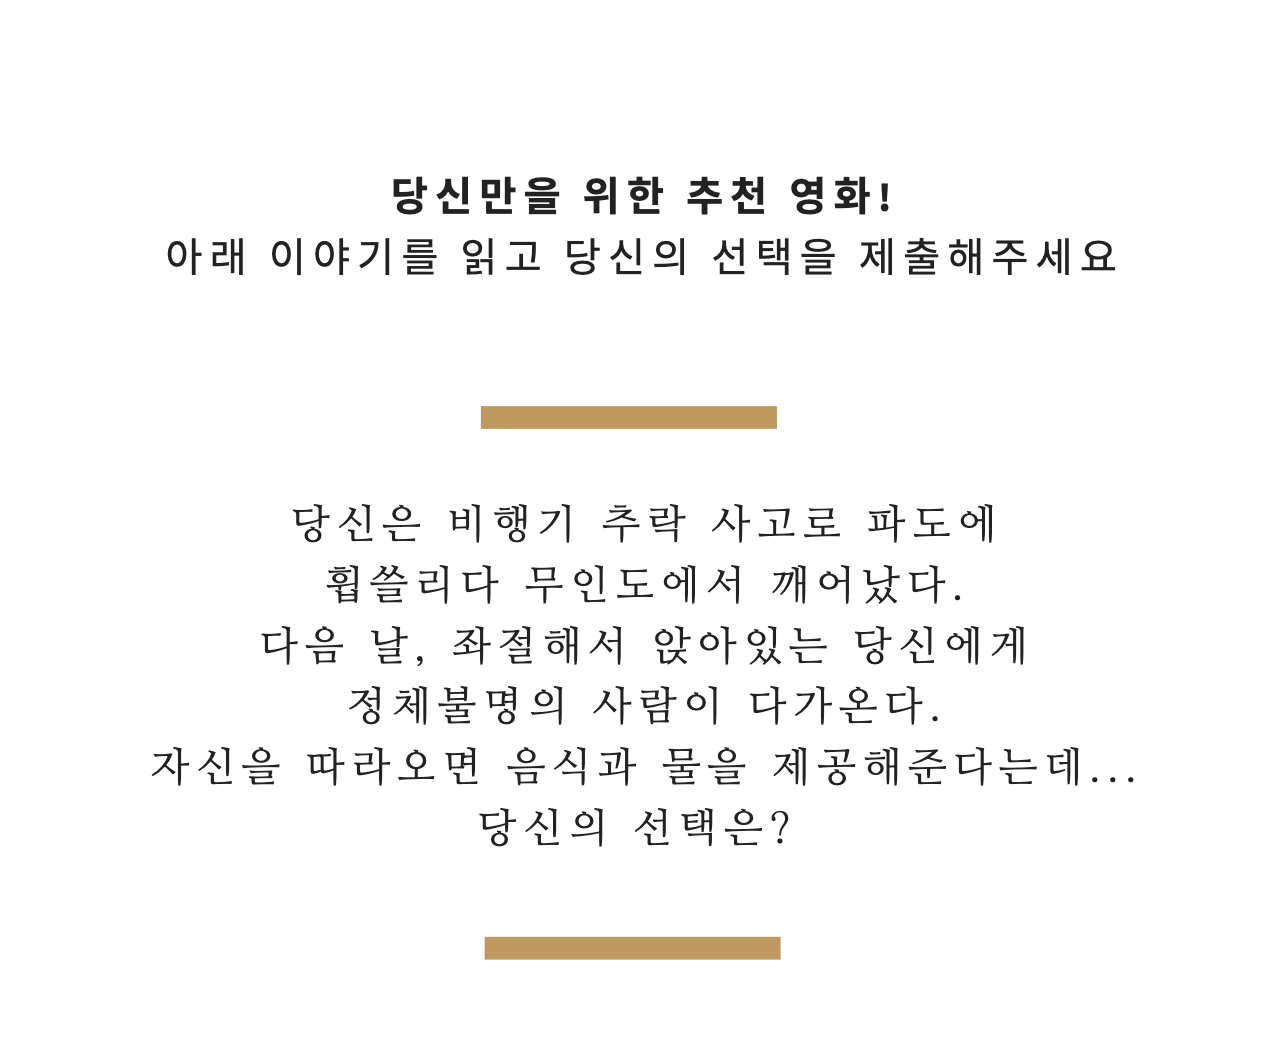 당신만을 위한 추천 영화!
아래 이야기를 읽고 당신의 선택을 제출해주세요
당신은 비행기 추락 사고로 파도에
휩쓸리다 무인도에서 깨어났다.
다음 날, 좌절해서 앉아있는 당신에게
정체불명의 사람이 다가온다.
자신을 따라오면 음식과 물을 제공해준다는데...
당신의 선택은?